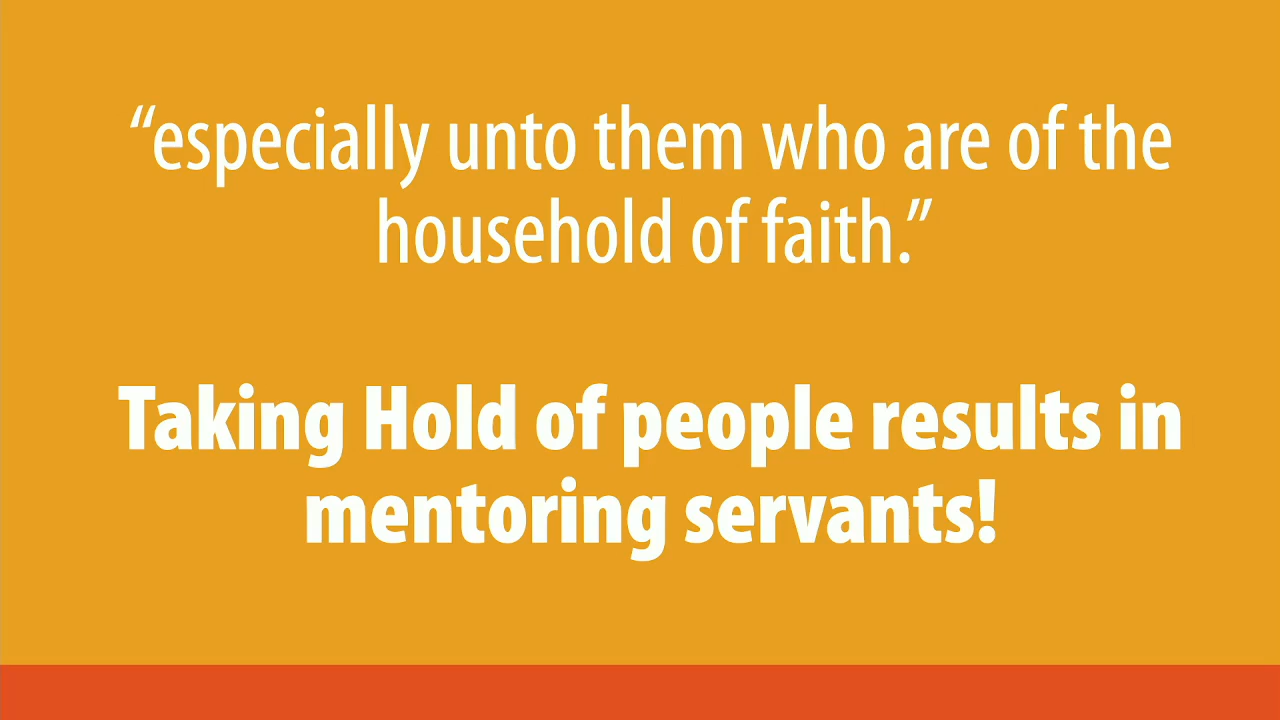 “especially unto them who are of the
household of faith.”
Taking Hold of people results in
mentoring servants!